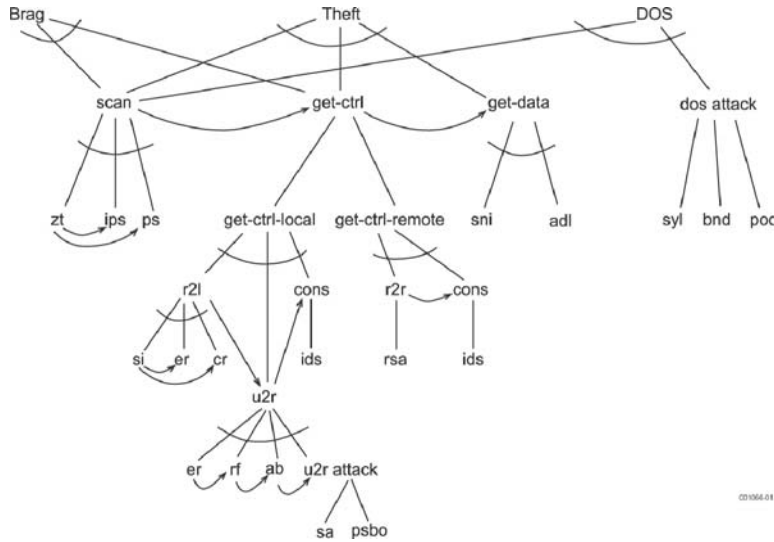 Brag Theft DOS
scan get-ctrl get-data dos attack
zt ips ps get-ctrl-local get-ctrl-remote sni adl syl bnd pod
r2l cons r2r cons
si er cr ids rsa ids
u2r
er rf ab u2r attack
sa psbo